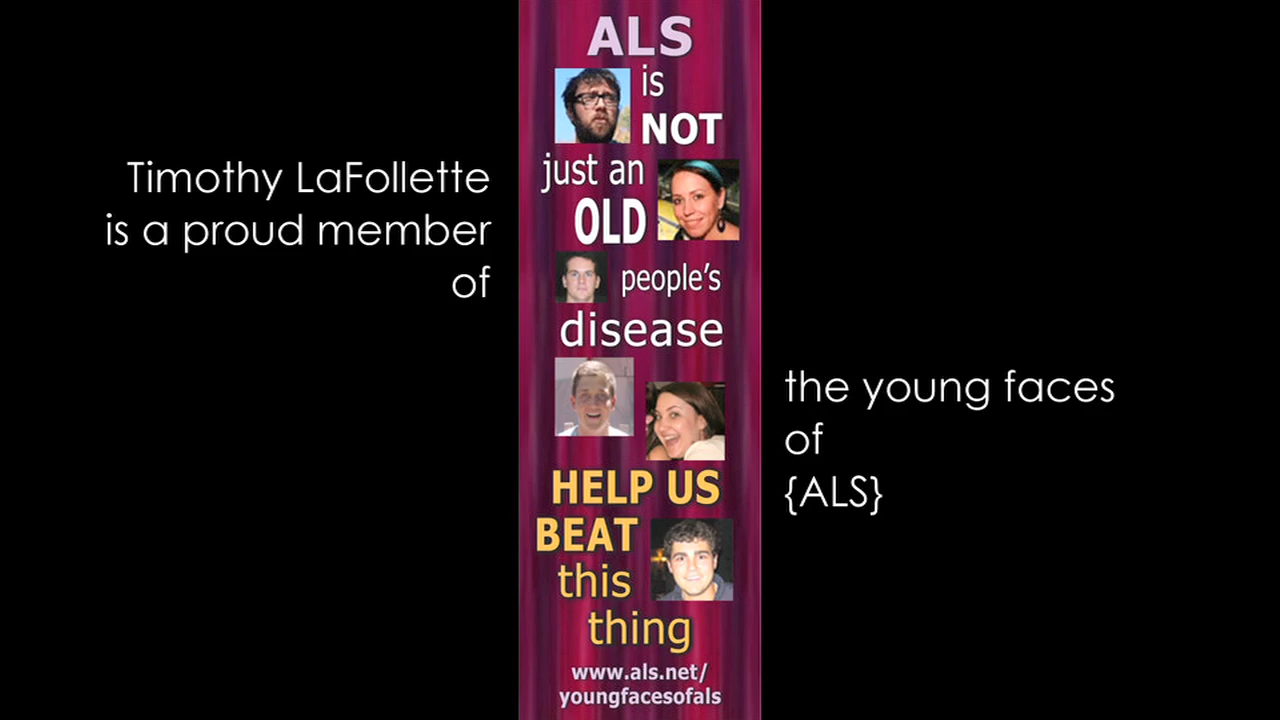 Timothy LaFollette
is a proud member
of
ALS
is
NOT
just an
OLD
people's
disease
HELP US
BEAT
this
thing
www.als.net/
youngfacesofals
the young faces
of
{ALS}